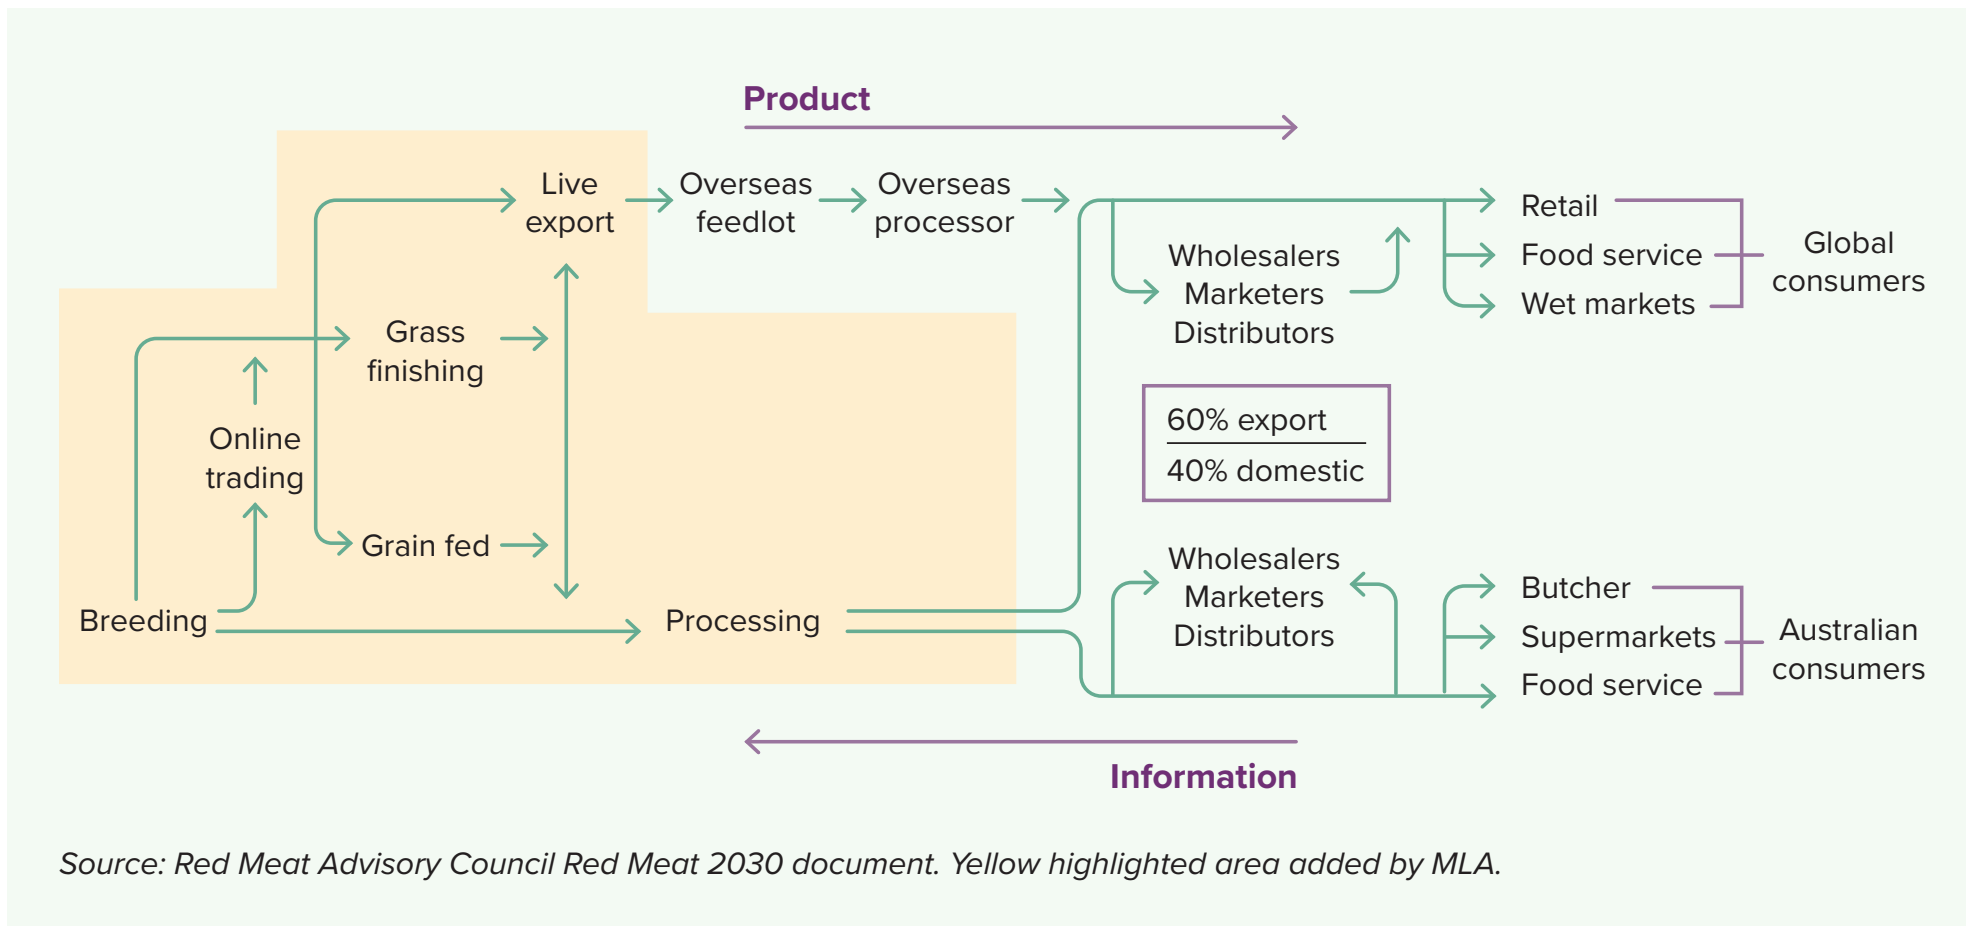 Product
Live
export
Overseas
feedlot
Overseas
processor
Retail
Food service
Wet markets
Global
consumers
Wholesalers
Marketers
Distributors
Grass
finishing
Online
trading
60% export
40% domestic
Grain fed
Breeding
Processing
Wholesalers
Marketers
Distributors
Butcher
Supermarkets
Food service
Australian
consumers
Information
Source: Red Meat Advisory Council Red Meat 2030 document. Yellow highlighted area added by MLA.